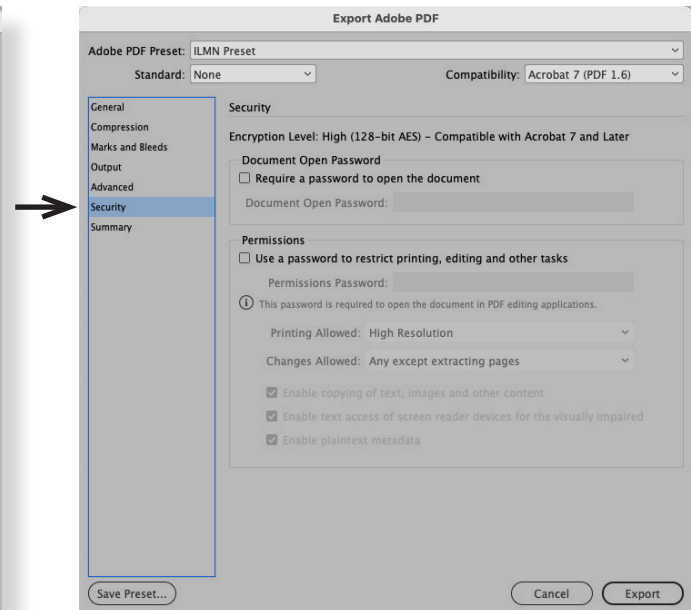 Export Adobe PDF
Adobe PDF Preset: ILMN Preset
Standard: None Compatibility: Acrobat 7 (PDF 1.6)
General
Compression
Marks and Bleeds
Output
Advanced
Security
Summary
Security
Encryption Level: High (128-bit AES) – Compatible with Acrobat 7 and Later
Document Open Password
Require a password to open the document
Document Open Password:
Permissions
Use a password to restrict printing, editing and other tasks
Permissions Password:
This password is required to open the document in PDF editing applications.
Printing Allowed: High Resolution
Changes Allowed: Any except extracting pages
Enable copying of text, images and other content
Enable text access of screen reader devices for the visually impaired
Enable plaintext metadata
Save Preset... Cancel Export